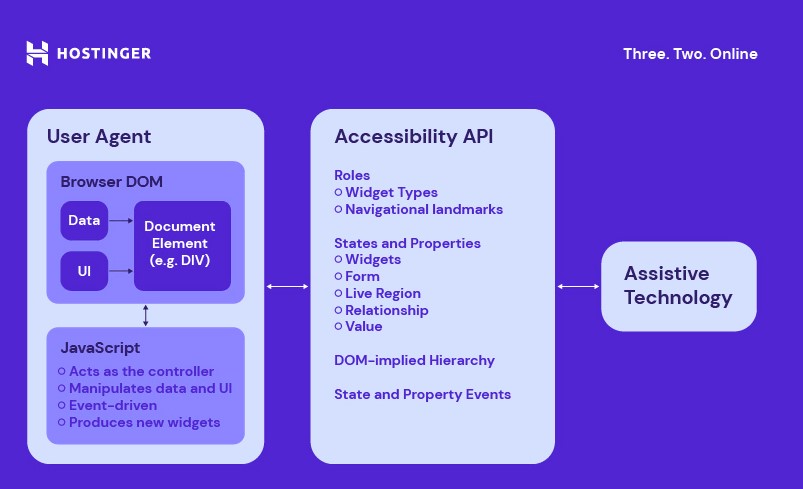 HOSTINGER
Three. Two. Online
User Agent
Browser DOM
Data
UI
Document
Element
(e.g. DIV)
JavaScript
Acts as the controller
Manipulates data and UI
Event-driven
Produces new widgets
Accessibility API
Roles
Widget Types
Navigational landmarks
States and Properties
Widgets
Form
Live Region
Relationship
Value
DOM-implied Hierarchy
State and Property Events
Assistive
Technology